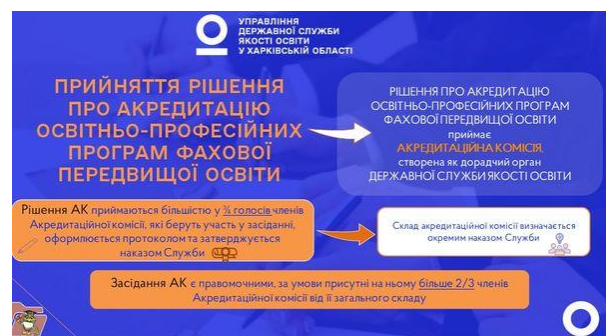 УПРАВЛІННЯ
ДЕРЖАВНОЇ СЛУЖБИ
ЯКОСТІ ОСВІТИ
У ХАРКІВСЬКІЙ ОБЛАСТІ
ПРИЙНЯТТЯ РІШЕННЯ
ПРО АКРЕДИТАЦІЮ
ОСВІТНЬО-ПРОФЕСІЙНИХ
ПРОГРАМ ФАХОВОЇ
ПЕРЕДВИЩОЇ ОСВІТИ
РІШЕННЯ ПРО АКРЕДИТАЦІЮ
ОСВІТНЬО-ПРОФЕСІЙНИХ ПРОГРАМ
ФАХОВОЇ ПЕРЕДВИЩОЇ ОСВІТИ
приймає
АКРЕДИТАЦІЙНА КОМІСІЯ,
створена як дорадчий орган
ДЕРЖАВНОЇ СЛУЖБИ ЯКОСТІ ОСВІТИ
Рішення АК приймаються більшістю у ¾ голосів членів
Акредитаційної комісії, які беруть участь у засіданні,
оформлюється протоколом та затверджується
наказом Служби
Склад акредитаційної комісії визначається
окремим наказом Служби
Засідання АК є правомочними, за умови присутні на ньому більше 2/3 членів
Акредитаційної комісії від її загального складу